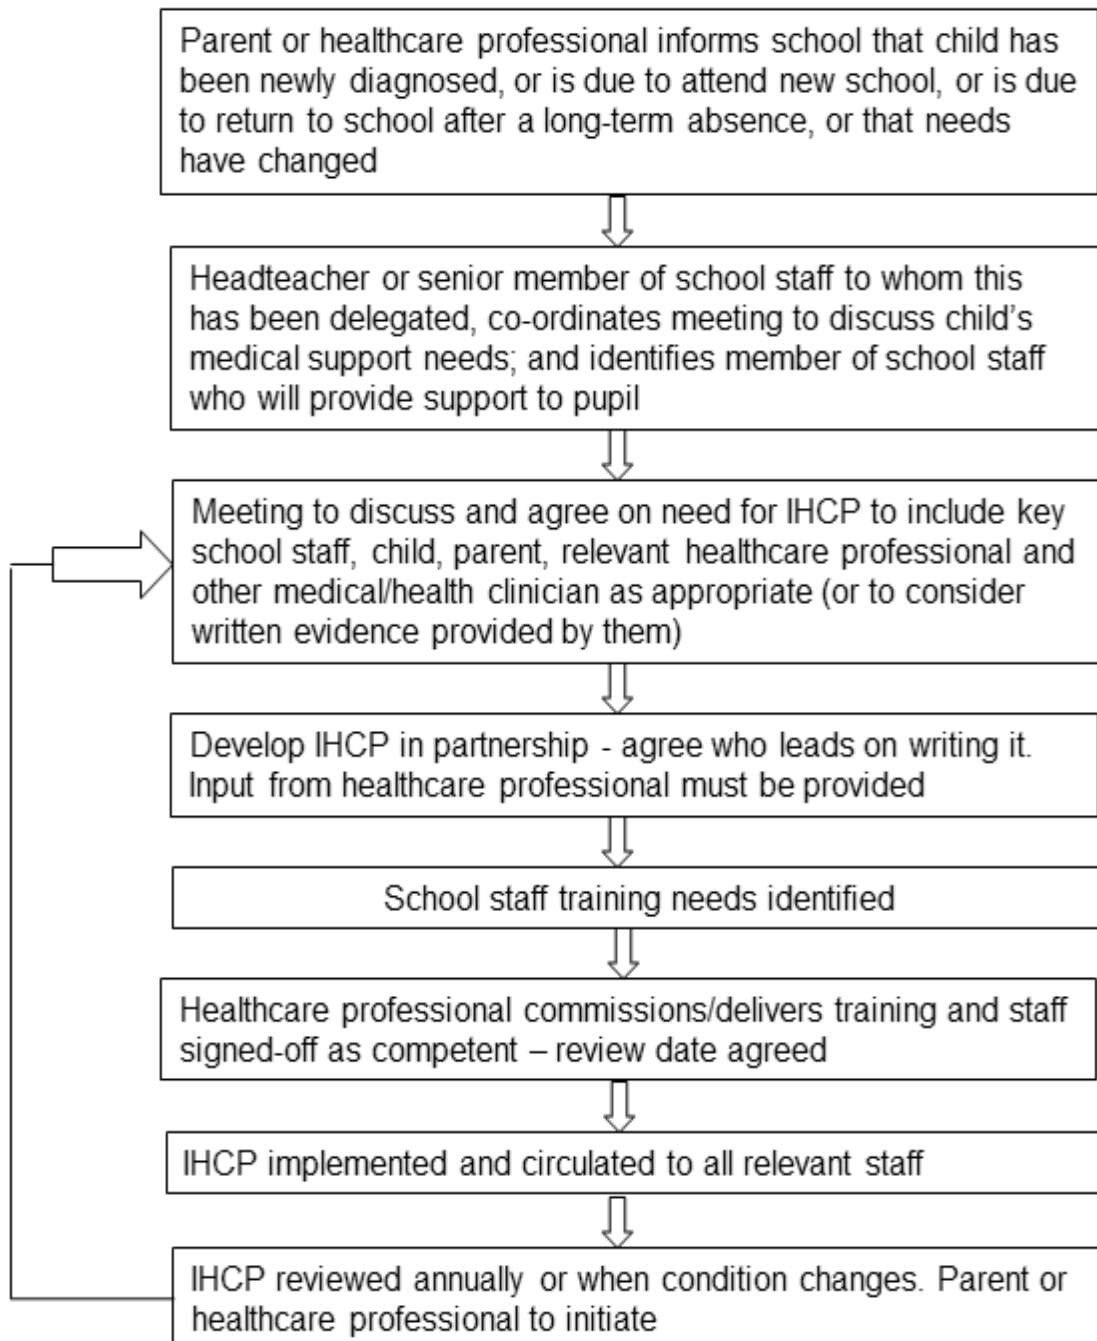 Parent or healthcare professional informs school that child has
been newly diagnosed, or is due to attend new school, or is due
to return to school after a long-term absence, or that needs
have changed
Headteacher or senior member of school staff to whom this
has been delegated, co-ordinates meeting to discuss child's
medical support needs; and identifies member of school staff
who will provide support to pupil
Meeting to discuss and agree on need for IHCP to include key
school staff, child, parent, relevant healthcare professional and
other medical/health clinician as appropriate (or to consider
written evidence provided by them)
Develop IHCP in partnership - agree who leads on writing it.
Input from healthcare professional must be provided
School staff training needs identified
Healthcare professional commissions/delivers training and staff
signed-off as competent – review date agreed
IHCP implemented and circulated to all relevant staff
IHCP reviewed annually or when condition changes. Parent or
healthcare professional to initiate